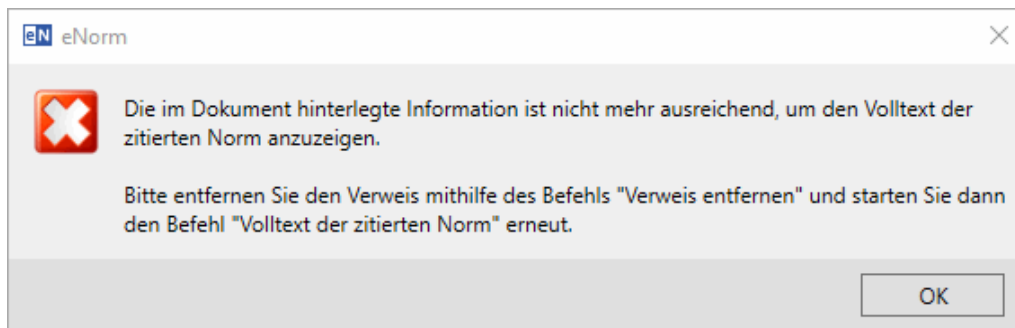 eN eNorm
Die im Dokument hinterlegte Information ist nicht mehr ausreichend, um den Volltext der
zitierten Norm anzuzeigen.
Bitte entfernen Sie den Verweis mithilfe des Befehls "Verweis entfernen" und starten Sie dann
den Befehl "Volltext der zitierten Norm" erneut.
OK